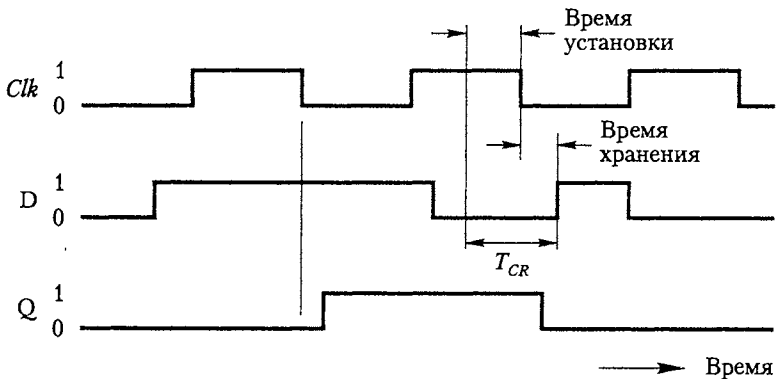 Время
установки
Clk 1
0
Время
хранения
D 1
0
T_CR
Q 1
0
Время